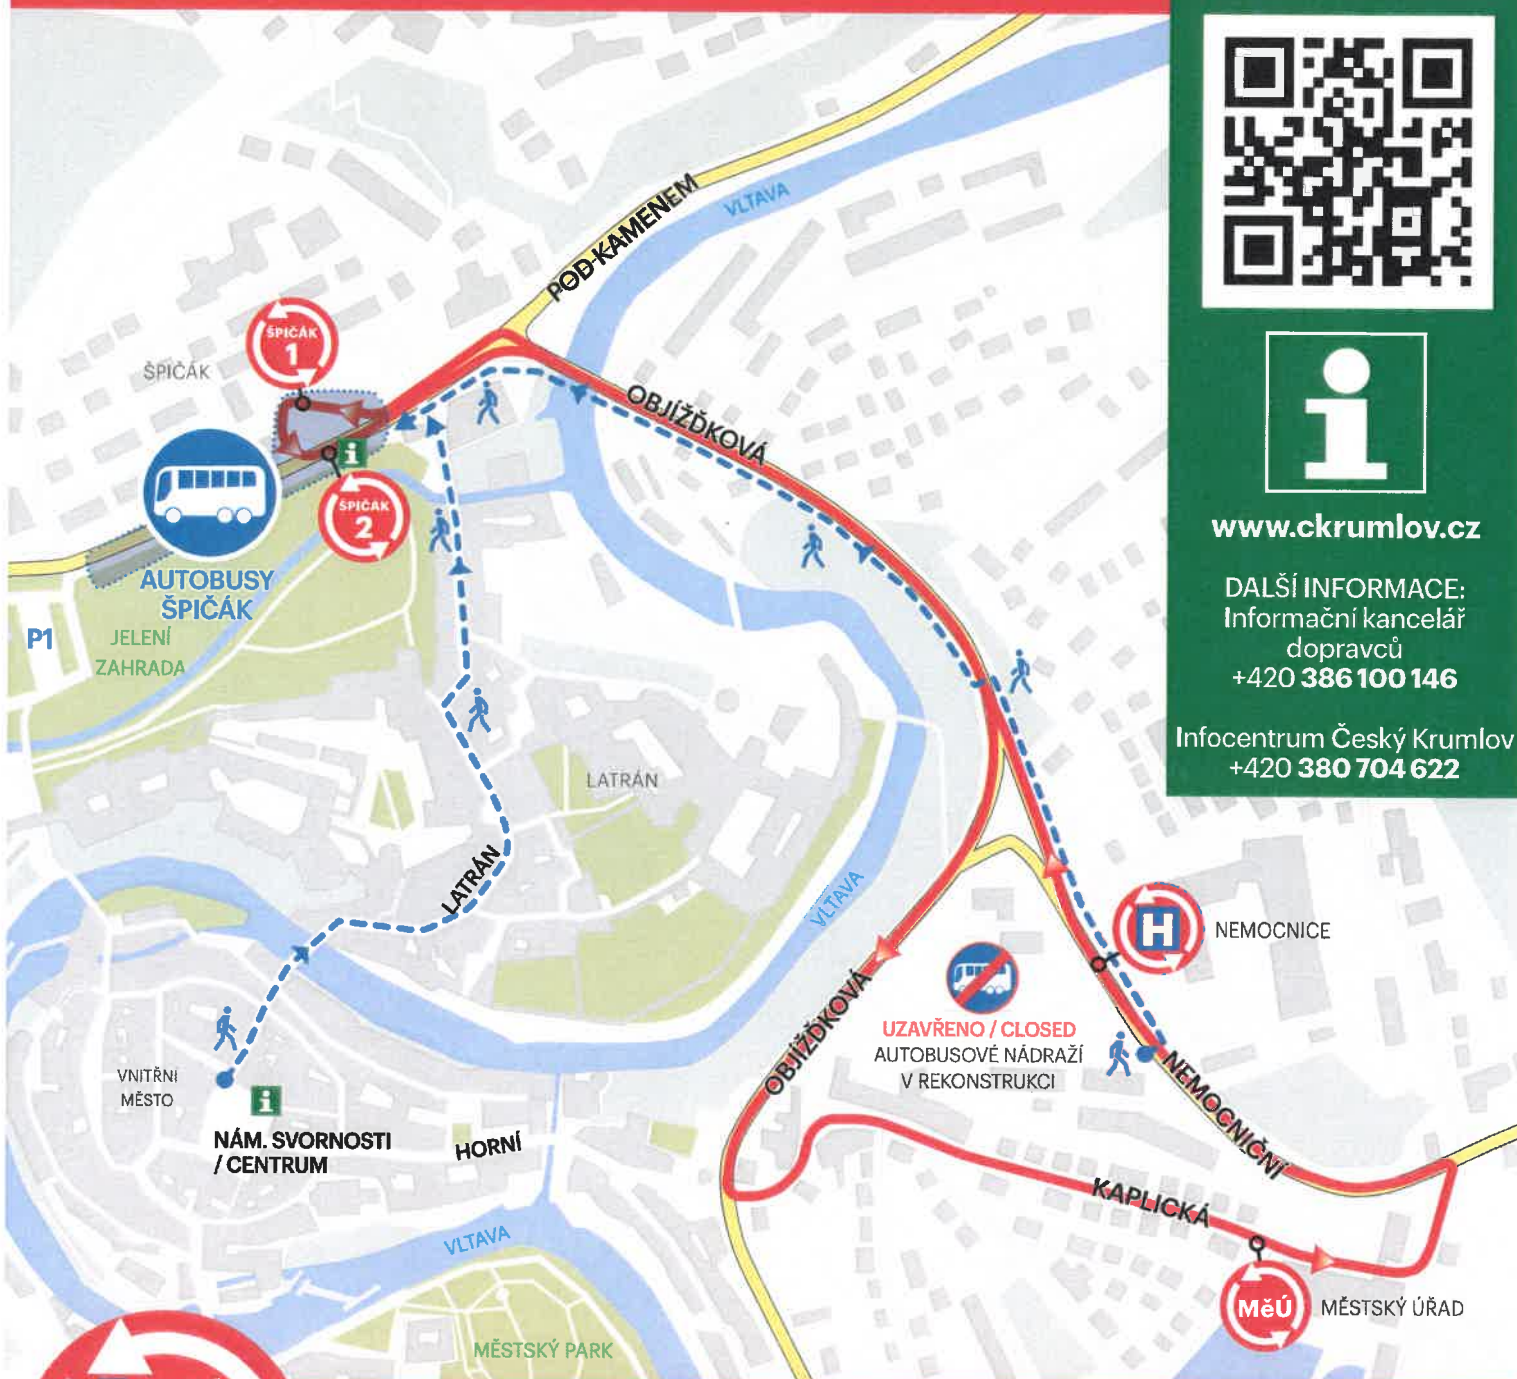 POD-KAMENEM
VLTAVA
ŠPIČÁK
1
ŠPIČÁK
OBJÍŽĎKOVÁ
i
ŠPIČAK
2
AUTOBUSY
ŠPIČÁK
P1
JELENÍ
ZAHRADA
LATRÁN
LATRÁN
VLTAVA
H
NEMOCNICE
OBJÍŽĎKOVÁ
UZAVŘENO / CLOSED
AUTOBUSOVÉ NÁDRAŽÍ
V REKONSTRUKCI
NEMOCNIČNÍ
VNITŘNÍ
MĚSTO
i
NÁM. SVORNOSTI
/ CENTRUM
HORNÍ
KAPLICKÁ
VLTAVA
MěÚ
MĚSTSKÝ ÚŘAD
MĚSTSKÝ PARK
i
www.ckrumlov.cz
DALŠÍ INFORMACE:
Informační kancelář
dopravců
+420 386 100 146
Infocentrum Český Krumlov
+420 380 704 622